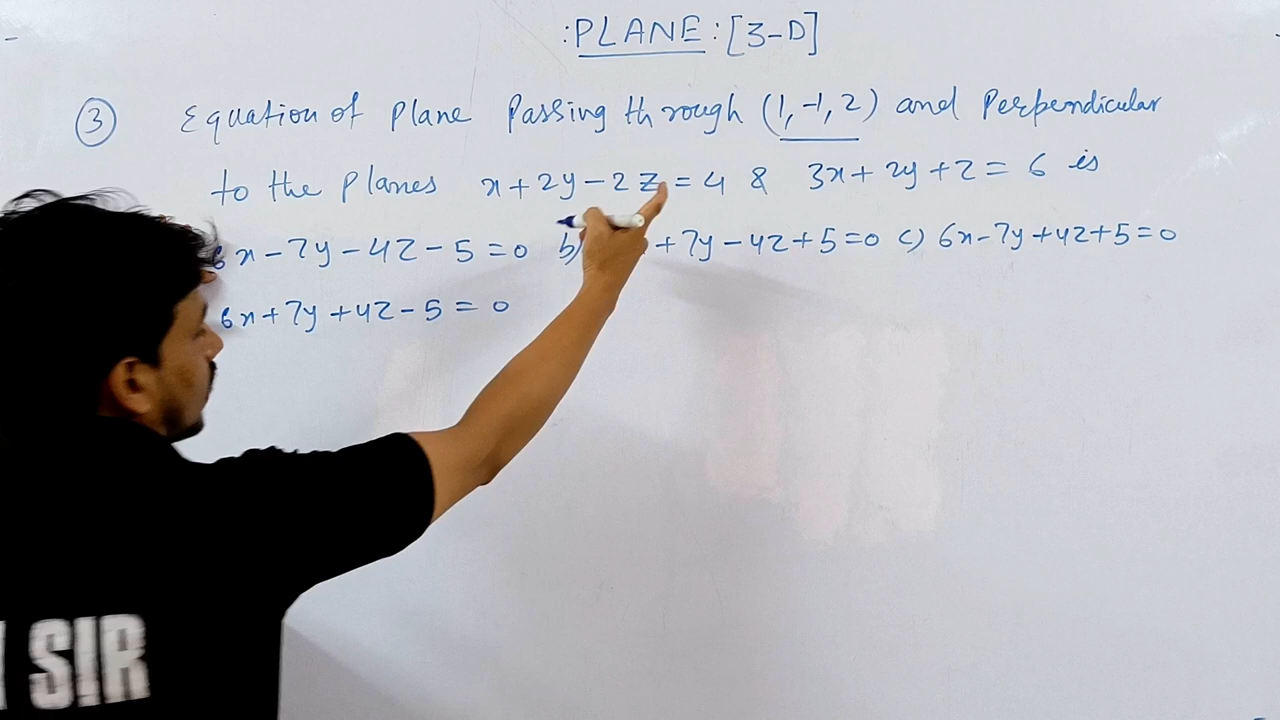 :PLANE:[3-D]
3 Equation of Plane Passing through (1,-1,2) and Perpendicular
to the Planes x+2y-2z=4 & 3x+2y+z=6 is
6x-7y-4z-5=0 b) +7y-4z+5=0 c) 6x-7y+4z+5=0
6x+7y+4z-5=0
SIR